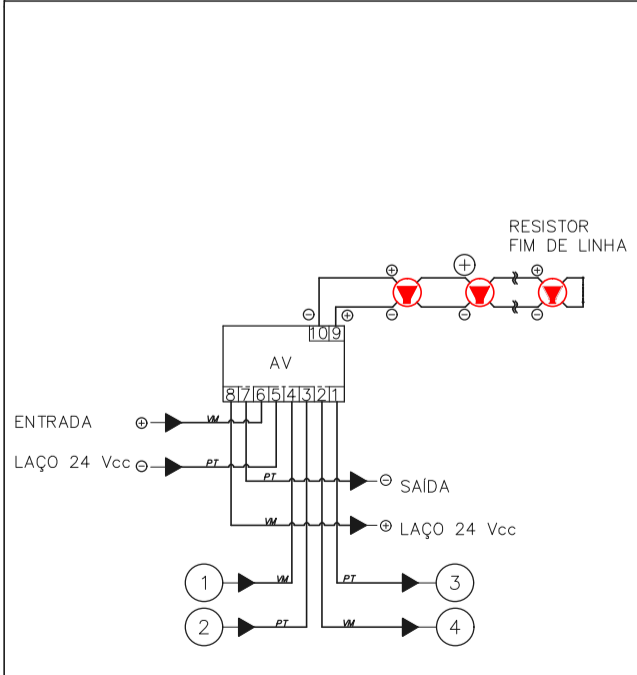 RESISTOR
FIM DE LINHA
+ + +
- - -
- +
10 9
AV
8 7 6 5 4 3 2 1
ENTRADA + VM
LAÇO 24 Vcc - PT
PT - SAÍDA
VM + LAÇO 24 Vcc
1 VM PT 3
2 PT VM 4